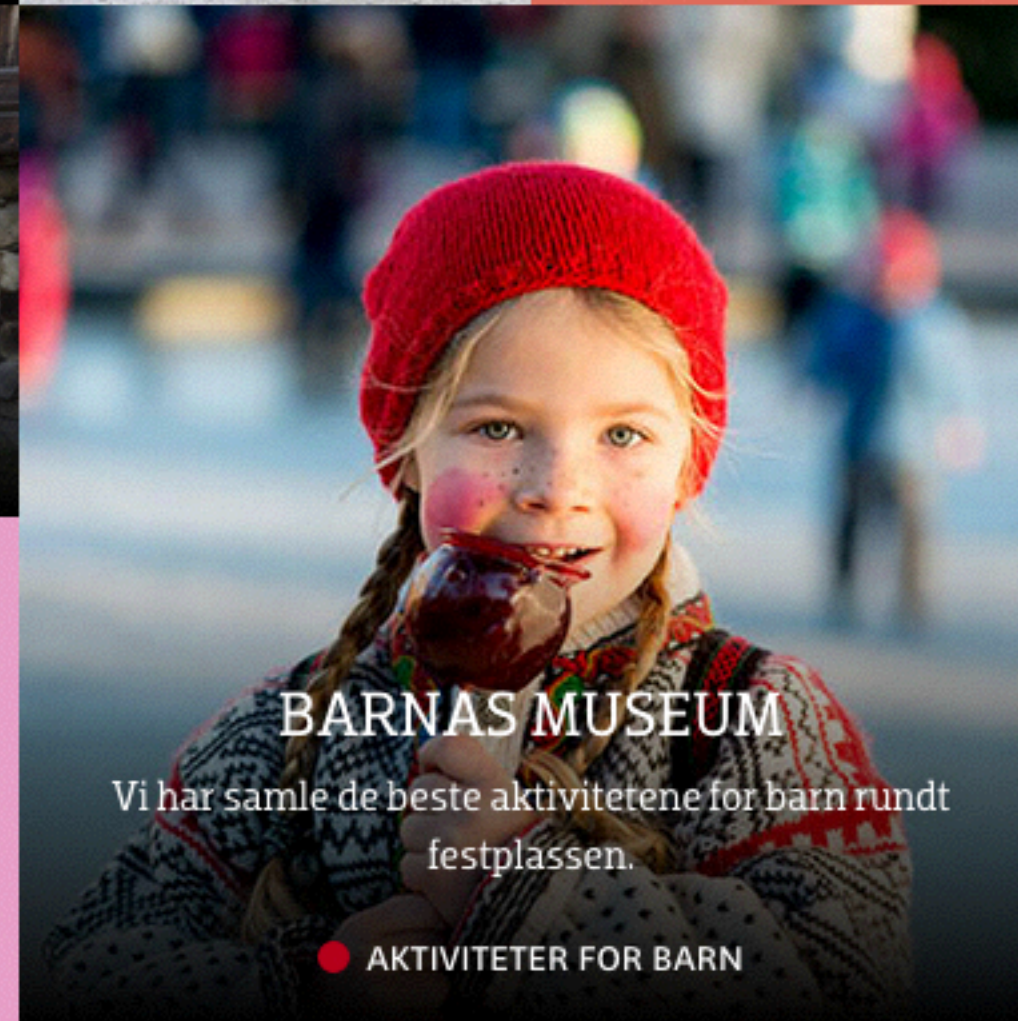 BARNAS MUSEUM
Vi har samle de beste aktivitetene for barn rundt
festplassen.
AKTIVITETER FOR BARN